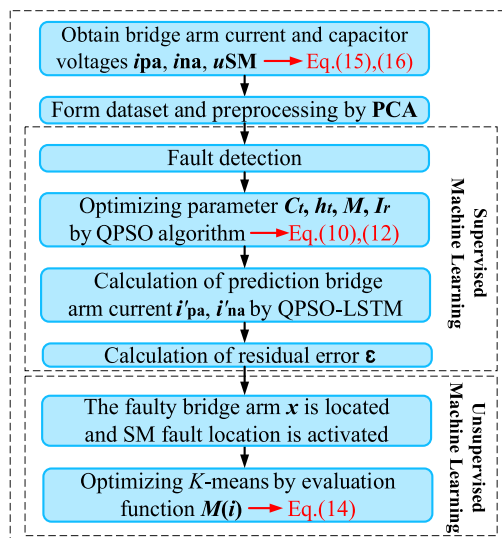 Obtain bridge arm current and capacitor
voltages ipa, ina, uSM → Eq.(15),(16)
Form dataset and preprocessing by PCA
Fault detection
Optimizing parameter Ct, ht, M, Ir
by QPSO algorithm → Eq.(10),(12)
Calculation of prediction bridge
arm current i'pa, i'na by QPSO-LSTM
Calculation of residual error ε
Supervised
Machine Learning
The faulty bridge arm x is located
and SM fault location is activated
Optimizing K-means by evaluation
function M(i) → Eq.(14)
Unsupervised
Machine Learning